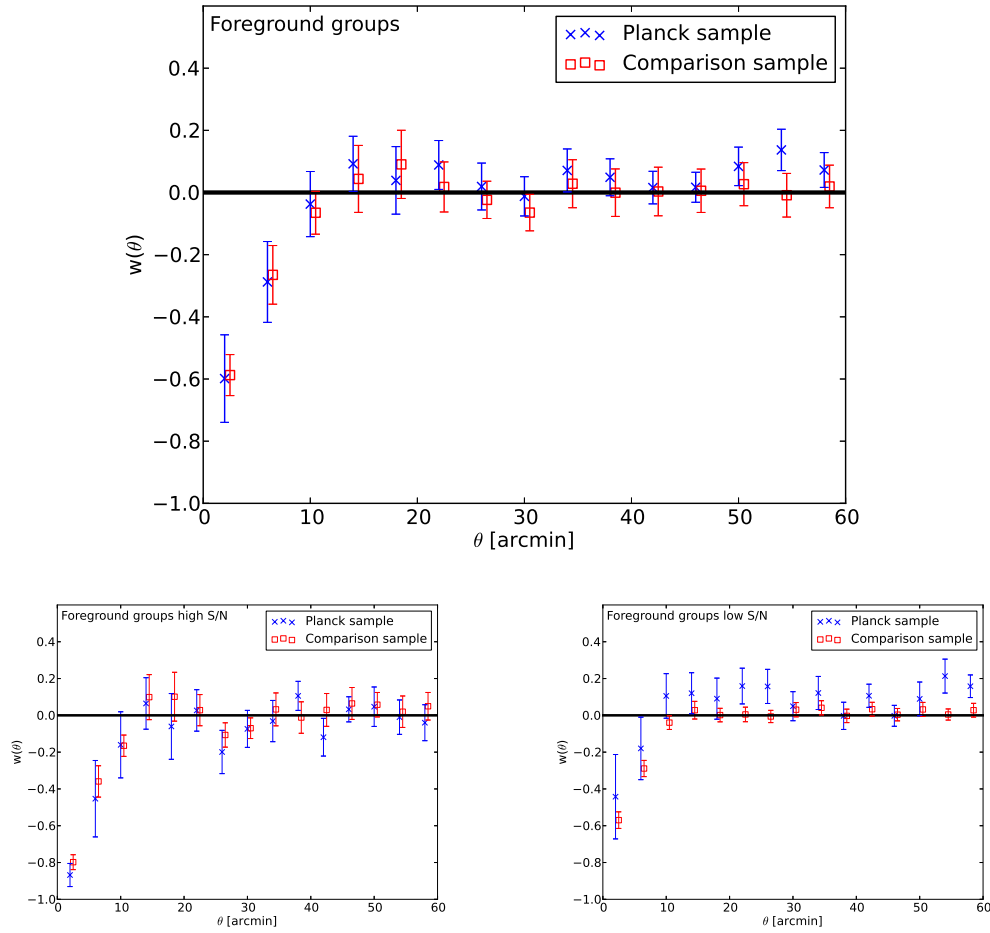 Foreground groups
Planck sample
Comparison sample
0.4
0.2
0.0
−0.2
−0.4
−0.6
−0.8
−1.0
w(θ)
0 10 20 30 40 50 60
θ [arcmin]
Foreground groups high S/N
Planck sample
Comparison sample
0.4
0.2
0.0
−0.2
−0.4
−0.6
−0.8
−1.0
w(θ)
0 10 20 30 40 50 60
θ [arcmin]
Foreground groups low S/N
Planck sample
Comparison sample
0.4
0.2
0.0
−0.2
−0.4
−0.6
−0.8
−1.0
w(θ)
0 10 20 30 40 50 60
θ [arcmin]